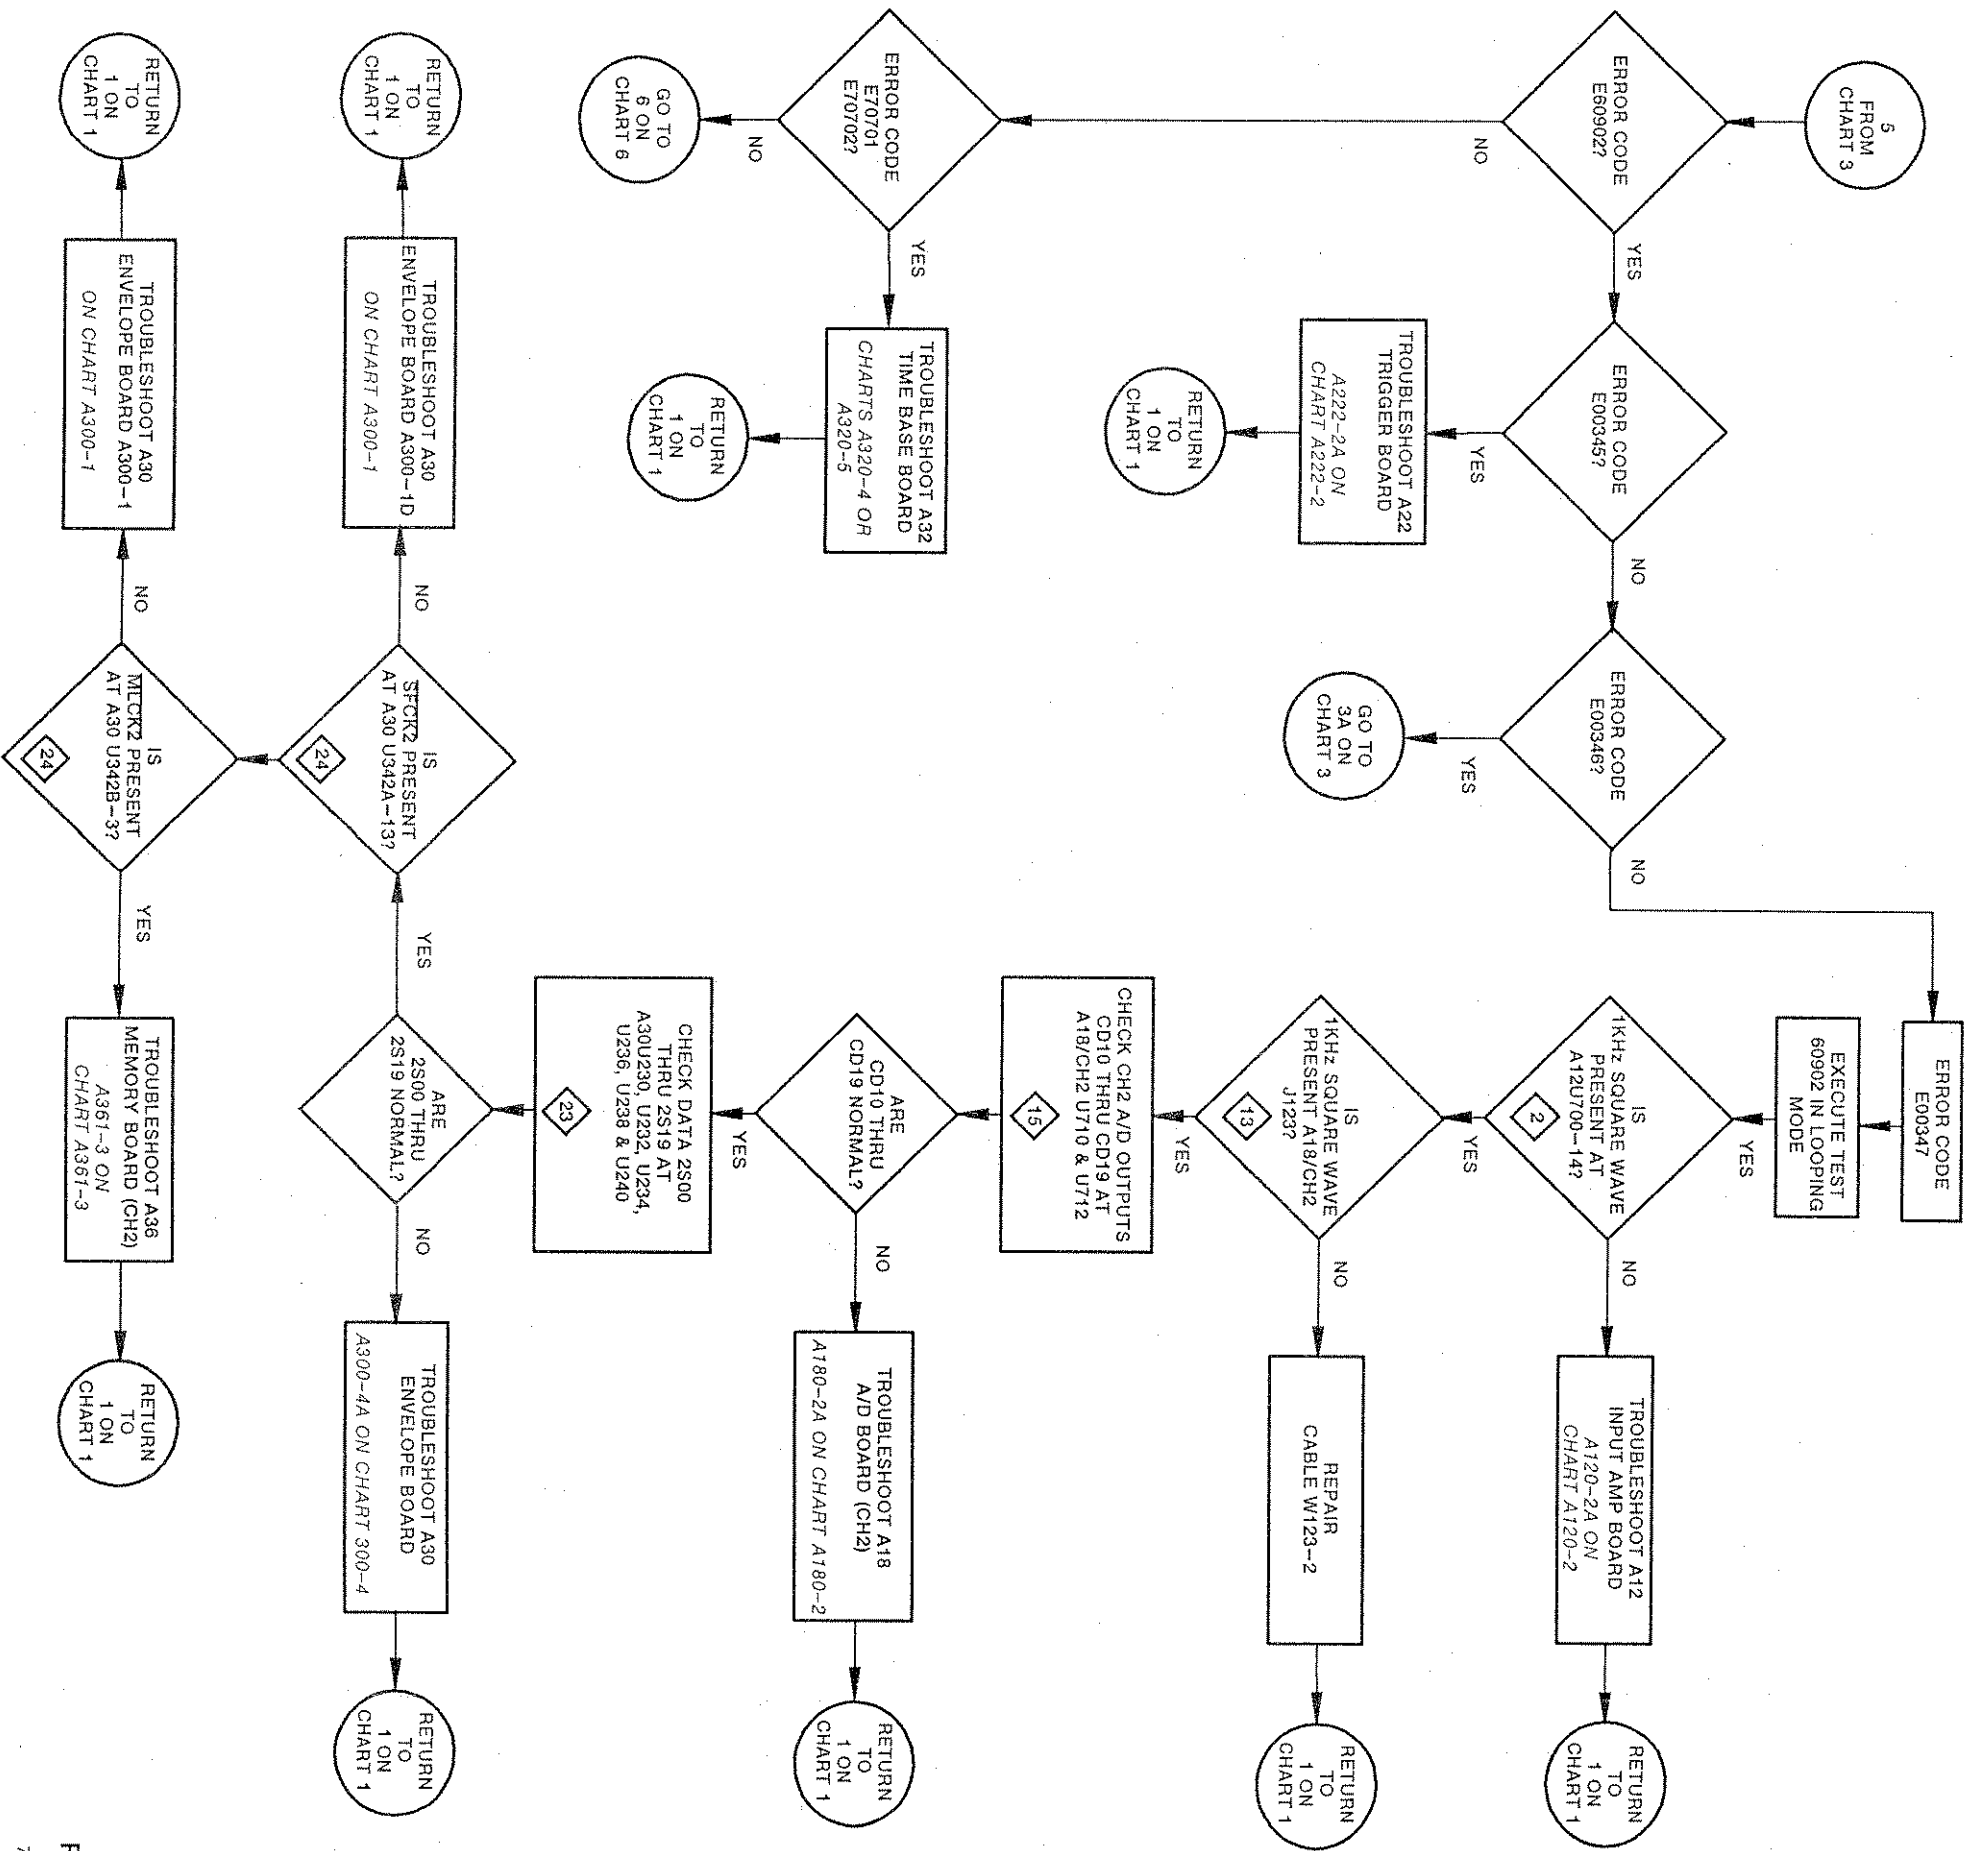 5
FROM
CHART 3
ERROR CODE
E60902?
YES
NO
ERROR CODE
E00345?
YES
NO
TROUBLESHOOT A22
TRIGGER BOARD
A222-2A ON
CHART A222-2
RETURN
TO
1 ON
CHART 1
ERROR CODE
E00346?
YES
NO
GO TO
3A ON
CHART 3
ERROR CODE
E00347
EXECUTE TEST
60902 IN LOOPING
MODE
YES
IS
1KHz SQUARE WAVE
PRESENT AT
A12U700-14?
2
YES
NO
TROUBLESHOOT A12
INPUT AMP BOARD
A120-2A ON
CHART A120-2
RETURN
TO
1 ON
CHART 1
IS
1KHz SQUARE WAVE
PRESENT A18/CH2
J123?
13
YES
NO
REPAIR
CABLE W123-2
RETURN
TO
1 ON
CHART 1
CHECK CH2 A/D OUTPUTS
CD10 THRU CD19 AT
A18/CH2 U710 & U712
15
ARE
CD10 THRU
CD19 NORMAL?
YES
NO
TROUBLESHOOT A18
A/D BOARD (CH2)
A180-2A ON CHART A180-2
RETURN
TO
1 ON
CHART 1
CHECK DATA 2S00
THRU 2S19 AT
A30U230, U232, U234,
U236, U238 & U240
23
ARE
2S00 THRU
2S19 NORMAL?
YES
NO
TROUBLESHOOT A30
ENVELOPE BOARD
A300-4A ON CHART 300-4
RETURN
TO
1 ON
CHART 1
IS
SFCK2 PRESENT
AT A30 U342A-13?
24
NO
TROUBLESHOOT A30
ENVELOPE BOARD A300-1D
ON CHART A300-1
RETURN
TO
1 ON
CHART 1
IS
MLCK2 PRESENT
AT A30 U342B-3?
24
NO
YES
TROUBLESHOOT A30
ENVELOPE BOARD A300-1
ON CHART A300-1
RETURN
TO
1 ON
CHART 1
TROUBLESHOOT A36
MEMORY BOARD (CH2)
A361-3 ON
CHART A361-3
RETURN
TO
1 ON
CHART 1
ERROR CODE
E70701
E70702?
NO
YES
GO TO
6 ON
CHART 6
TROUBLESHOOT A32
TIME BASE BOARD
CHARTS A320-4 OR
A320-5
RETURN
TO
1 ON
CHART 1